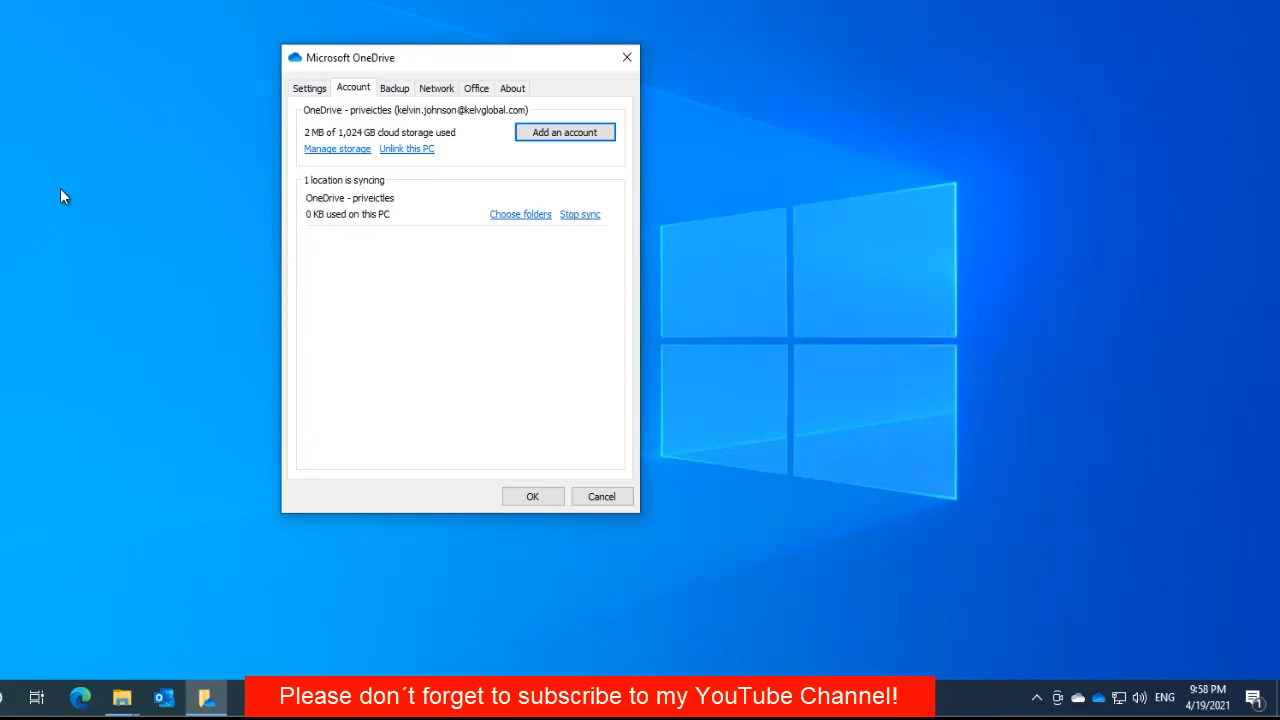 Microsoft OneDrive
Settings Account Backup Network Office About
OneDrive - priveictles (kelvin.johnson@kelvglobal.com)
2 MB of 1,024 GB cloud storage used
Add an account
Manage storage Unlink this PC
1 location is syncing
OneDrive - priveictles
0 KB used on this PC
Choose folders Stop sync
OK Cancel
Please don´t forget to subscribe to my YouTube Channel!
ENG
9:58 PM
4/19/2021
1